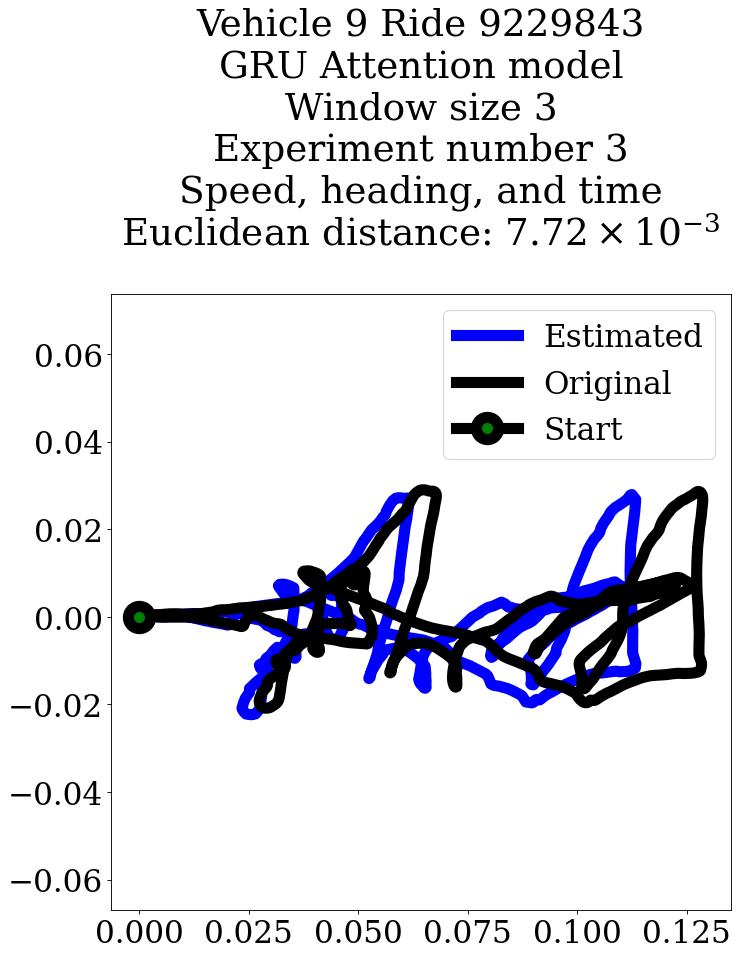 Vehicle 9 Ride 9229843
GRU Attention model
Window size 3
Experiment number 3
Speed, heading, and time
Euclidean distance: 7.72 × 10⁻³
Estimated
Original
Start
0.06
0.04
0.02
0.00
−0.02
−0.04
−0.06
0.000 0.025 0.050 0.075 0.100 0.125